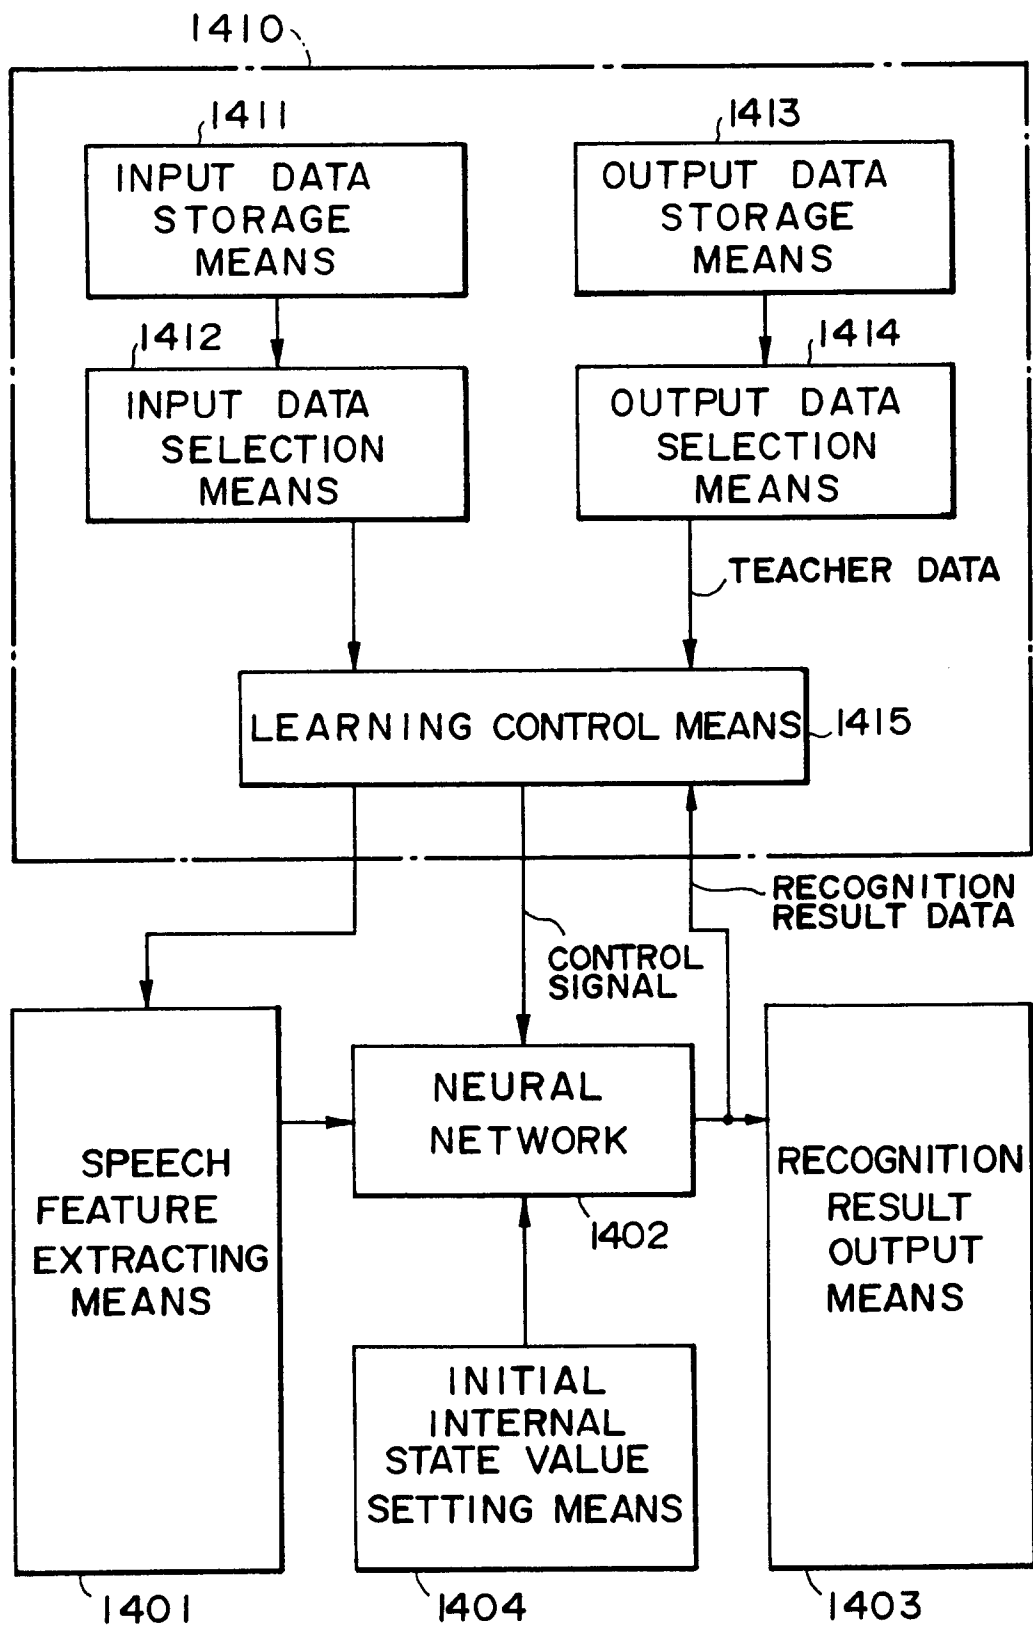 1410
1411
INPUT DATA
STORAGE
MEANS
1413
OUTPUT DATA
STORAGE
MEANS
1412
INPUT DATA
SELECTION
MEANS
1414
OUTPUT DATA
SELECTION
MEANS
TEACHER DATA
LEARNING CONTROL MEANS
1415
RECOGNITION
RESULT DATA
CONTROL
SIGNAL
SPEECH
FEATURE
EXTRACTING
MEANS
1401
NEURAL
NETWORK
1402
INITIAL
INTERNAL
STATE VALUE
SETTING MEANS
1404
RECOGNITION
RESULT
OUTPUT
MEANS
1403